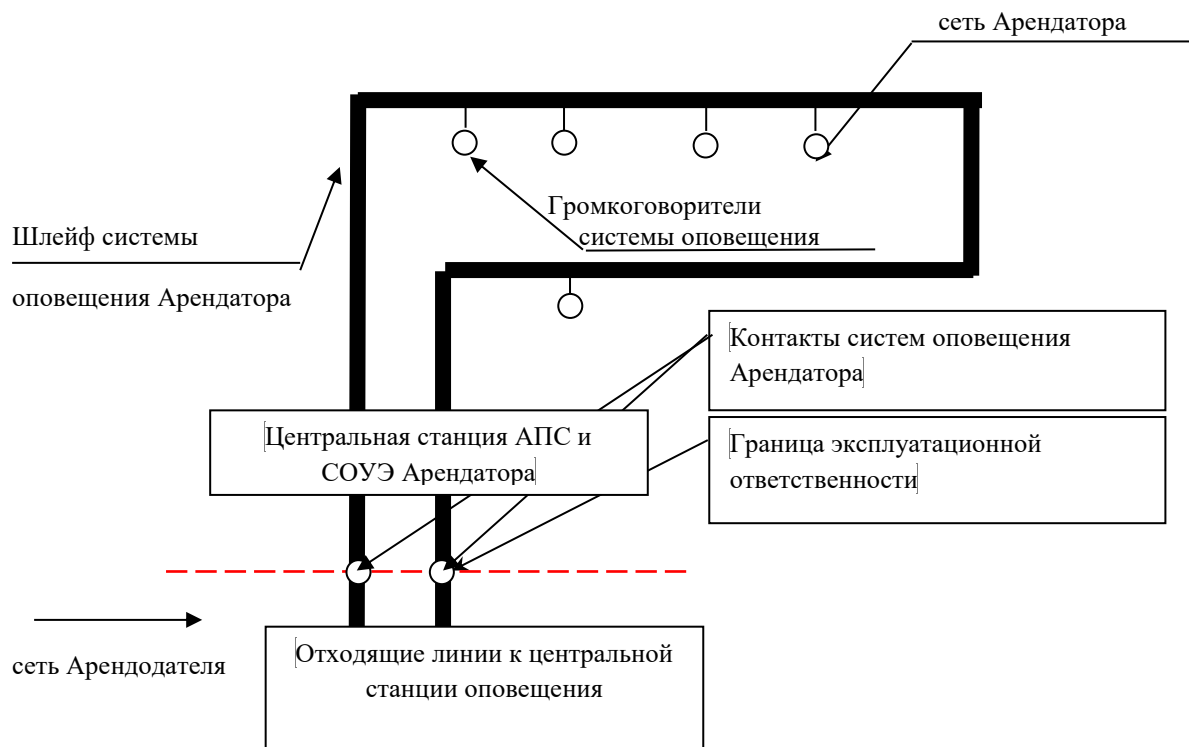 сеть Арендатора
Громкоговорители
системы оповещения
Шлейф системы
оповещения Арендатора
Контакты систем оповещения
Арендатора
Центральная станция АПС и
СОУЭ Арендатора
Граница эксплуатационной
ответственности
сеть Арендодателя
Отходящие линии к центральной
станции оповещения